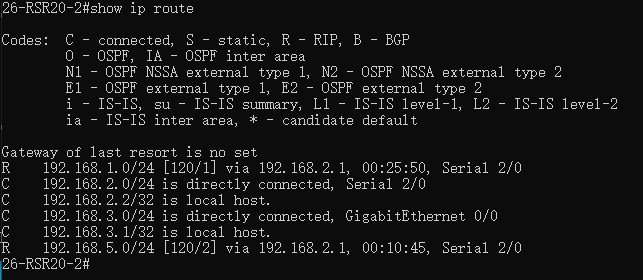 26-RSR20-2#show ip route
Codes:  C - connected, S - static, R - RIP, B - BGP
O - OSPF, IA - OSPF inter area
N1 - OSPF NSSA external type 1, N2 - OSPF NSSA external type 2
E1 - OSPF external type 1, E2 - OSPF external type 2
i - IS-IS, su - IS-IS summary, L1 - IS-IS level-1, L2 - IS-IS level-2
ia - IS-IS inter area, * - candidate default
Gateway of last resort is no set
R    192.168.1.0/24 [120/1] via 192.168.2.1, 00:25:50, Serial 2/0
C    192.168.2.0/24 is directly connected, Serial 2/0
C    192.168.2.2/32 is local host.
C    192.168.3.0/24 is directly connected, GigabitEthernet 0/0
C    192.168.3.1/32 is local host.
R    192.168.5.0/24 [120/2] via 192.168.2.1, 00:10:45, Serial 2/0
26-RSR20-2#